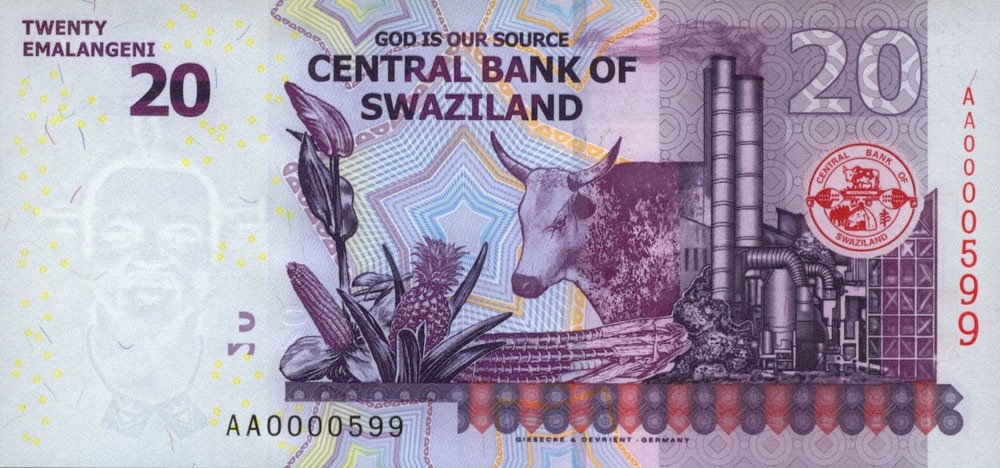 TWENTY
EMALANGENI
20
GOD IS OUR SOURCE
CENTRAL BANK OF
SWAZILAND
20
AA0000599
CENTRAL BANK OF
SWAZILAND
AA0000599
GIESECKE & DEVRIENT - GERMANY